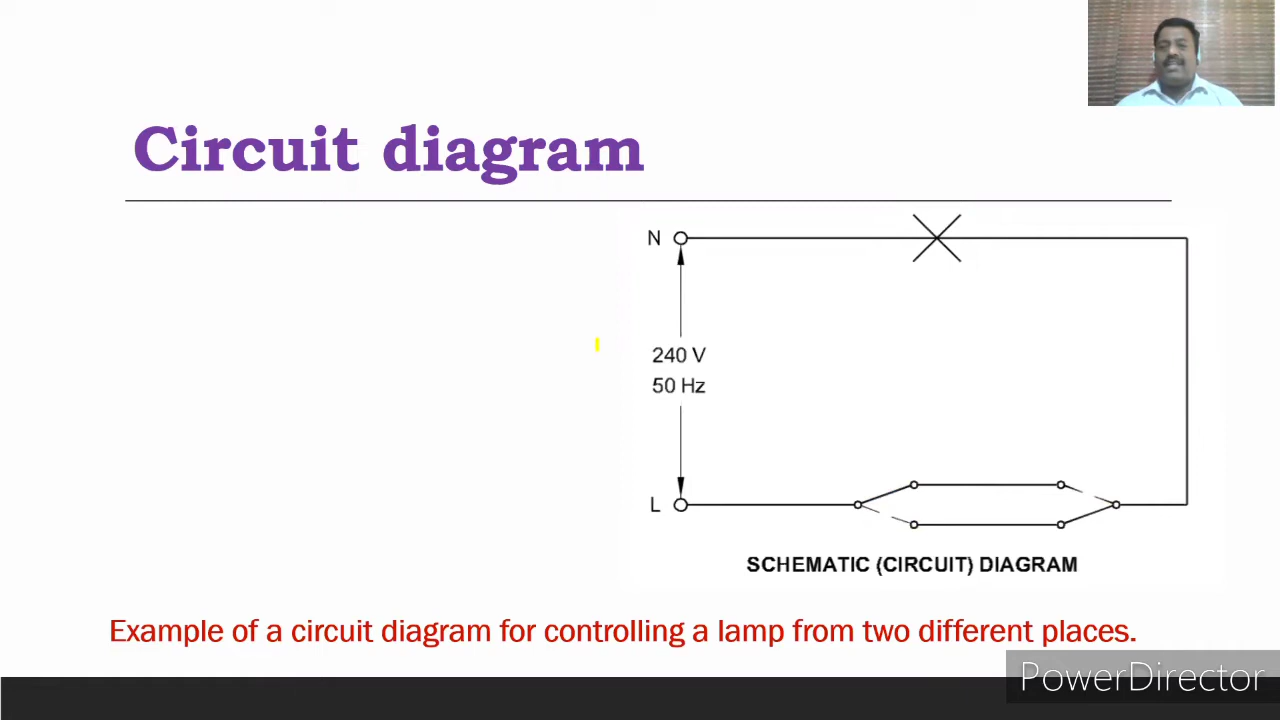 Circuit diagram
N
240 V
50 Hz
L
SCHEMATIC (CIRCUIT) DIAGRAM
Example of a circuit diagram for controlling a lamp from two different places.
PowerDirector